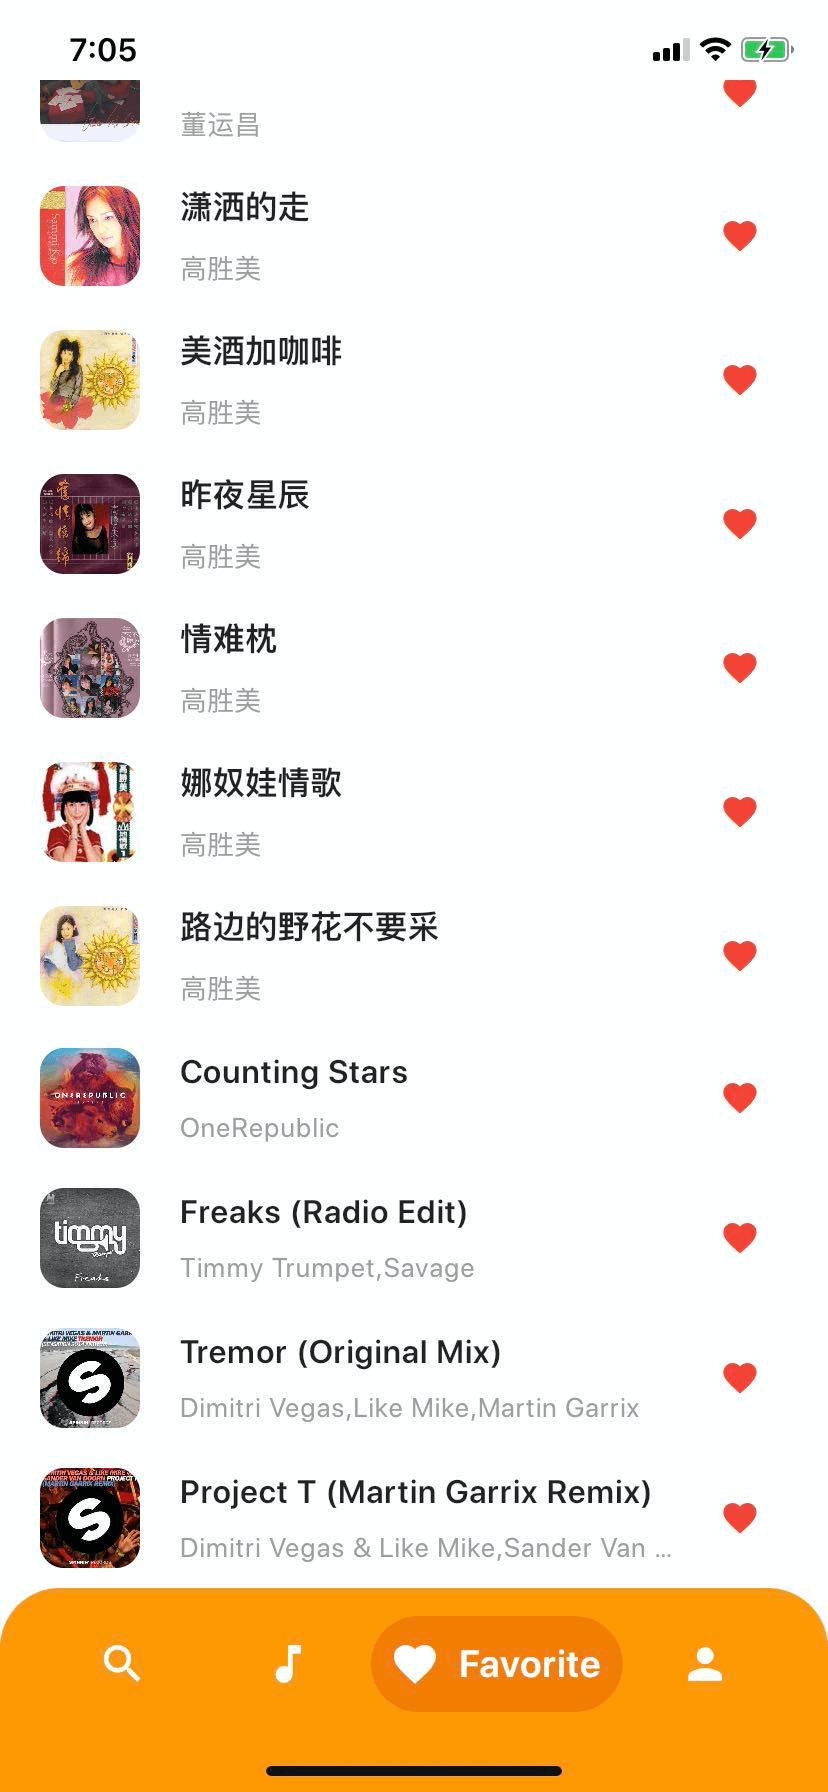 7:05
董运昌
潇洒的走
高胜美
美酒加咖啡
高胜美
昨夜星辰
高胜美
情难枕
高胜美
娜奴娃情歌
高胜美
路边的野花不要采
高胜美
ONEREPUBLIC
Counting Stars
OneRepublic
timmy
Freaks
Freaks (Radio Edit)
Timmy Trumpet,Savage
Tremor (Original Mix)
Dimitri Vegas,Like Mike,Martin Garrix
Project T (Martin Garrix Remix)
Dimitri Vegas & Like Mike,Sander Van ...
Favorite